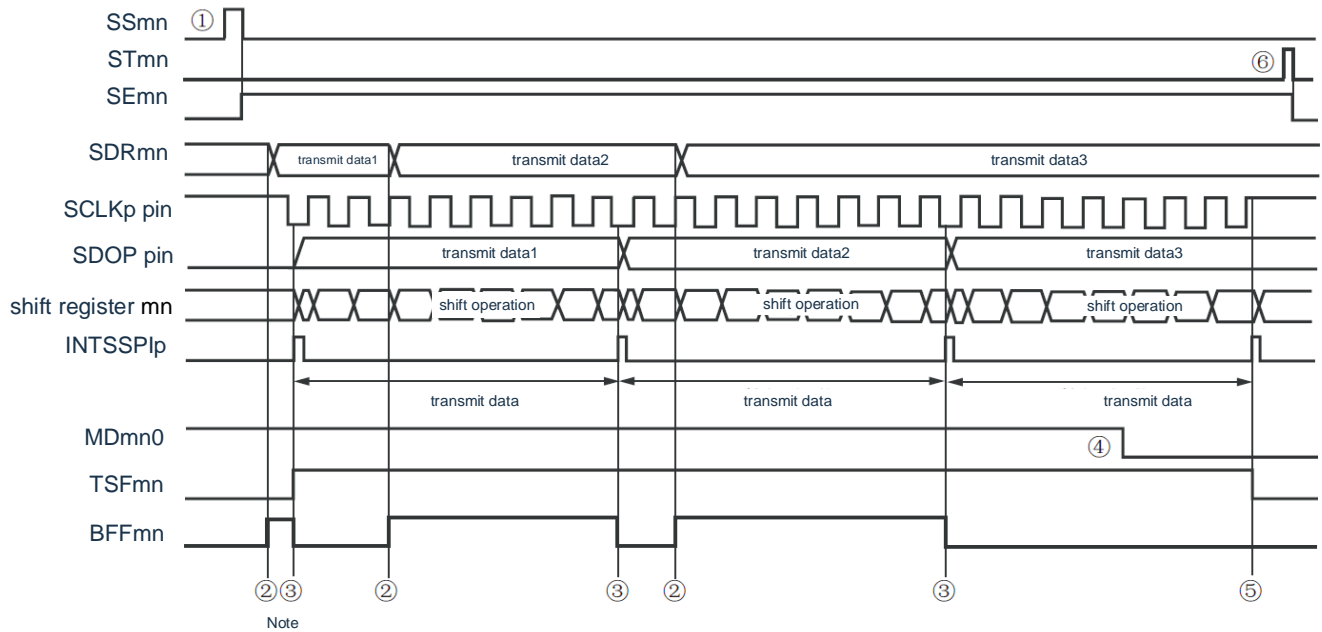 SSmn ①
STmn ⑥
SEmn
SDRmn transmit data1 transmit data2 transmit data3
SCLKp pin
SDOP pin transmit data1 transmit data2 transmit data3
shift register mn shift operation shift operation shift operation
INTSSPIp
transmit data transmit data transmit data
MDmn0 ④
TSFmn
BFFmn
② ③ ② ③ ② ③ ⑤
Note